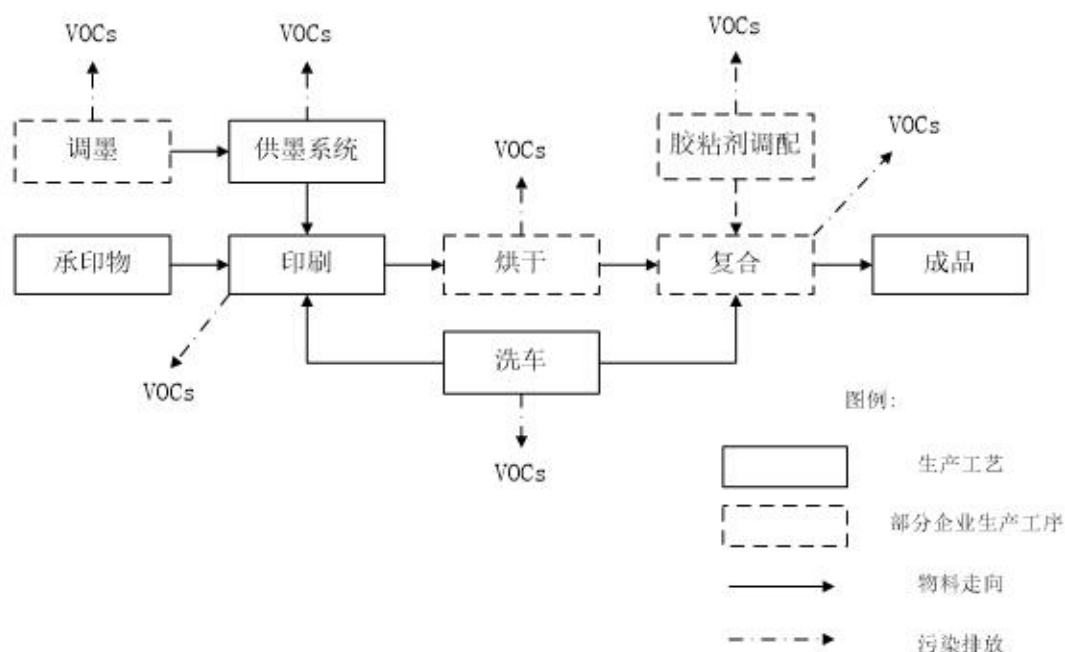 VOCs
VOCs
VOCs
调墨
供墨系统
VOCs
胶粘剂调配
VOCs
承印物
印刷
烘干
复合
成品
VOCs
洗车
VOCs
图例:
生产工艺
部分企业生产工序
物料走向
污染排放